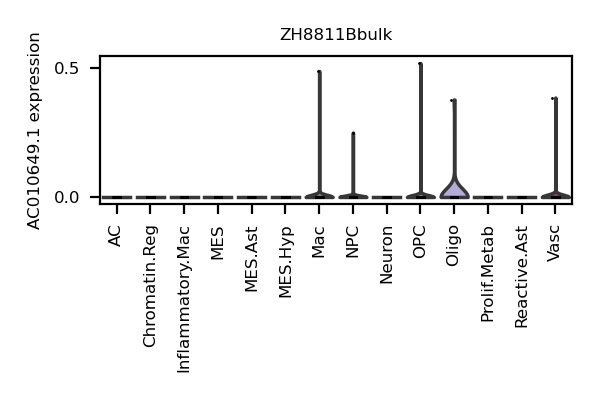 ZH8811Bbulk
AC010649.1 expression
0.5
0.0
AC
Chromatin.Reg
Inflammatory.Mac
MES
MES.Ast
MES.Hyp
Mac
NPC
Neuron
OPC
Oligo
Prolif.Metab
Reactive.Ast
Vasc